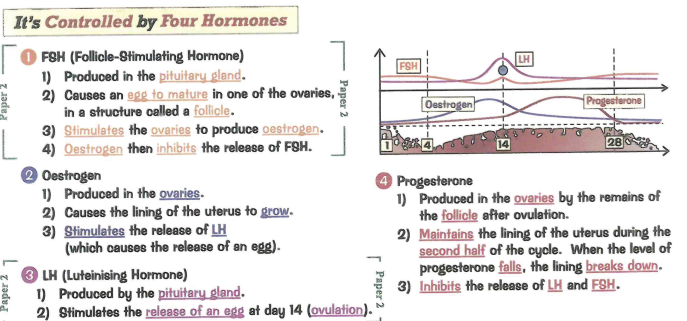 It's Controlled by Four Hormones
1 FSH (Follicle-Stimulating Hormone)
1) Produced in the pituitary gland.
2) Causes an egg to mature in one of the ovaries,
in a structure called a follicle.
3) Stimulates the ovaries to produce oestrogen.
4) Oestrogen then inhibits the release of FSH.
Paper 2
Paper 2
2 Oestrogen
1) Produced in the ovaries.
2) Causes the lining of the uterus to grow.
3) Stimulates the release of LH
(which causes the release of an egg).
3 LH (Luteinising Hormone)
1) Produced by the pituitary gland.
2) Stimulates the release of an egg at day 14 (ovulation).
Paper 2
Paper 2
FSH
LH
Oestrogen
Progesterone
1 4 14 28
4 Progesterone
1) Produced in the ovaries by the remains of
the follicle after ovulation.
2) Maintains the lining of the uterus during the
second half of the cycle. When the level of
progesterone falls, the lining breaks down.
3) Inhibits the release of LH and FSH.